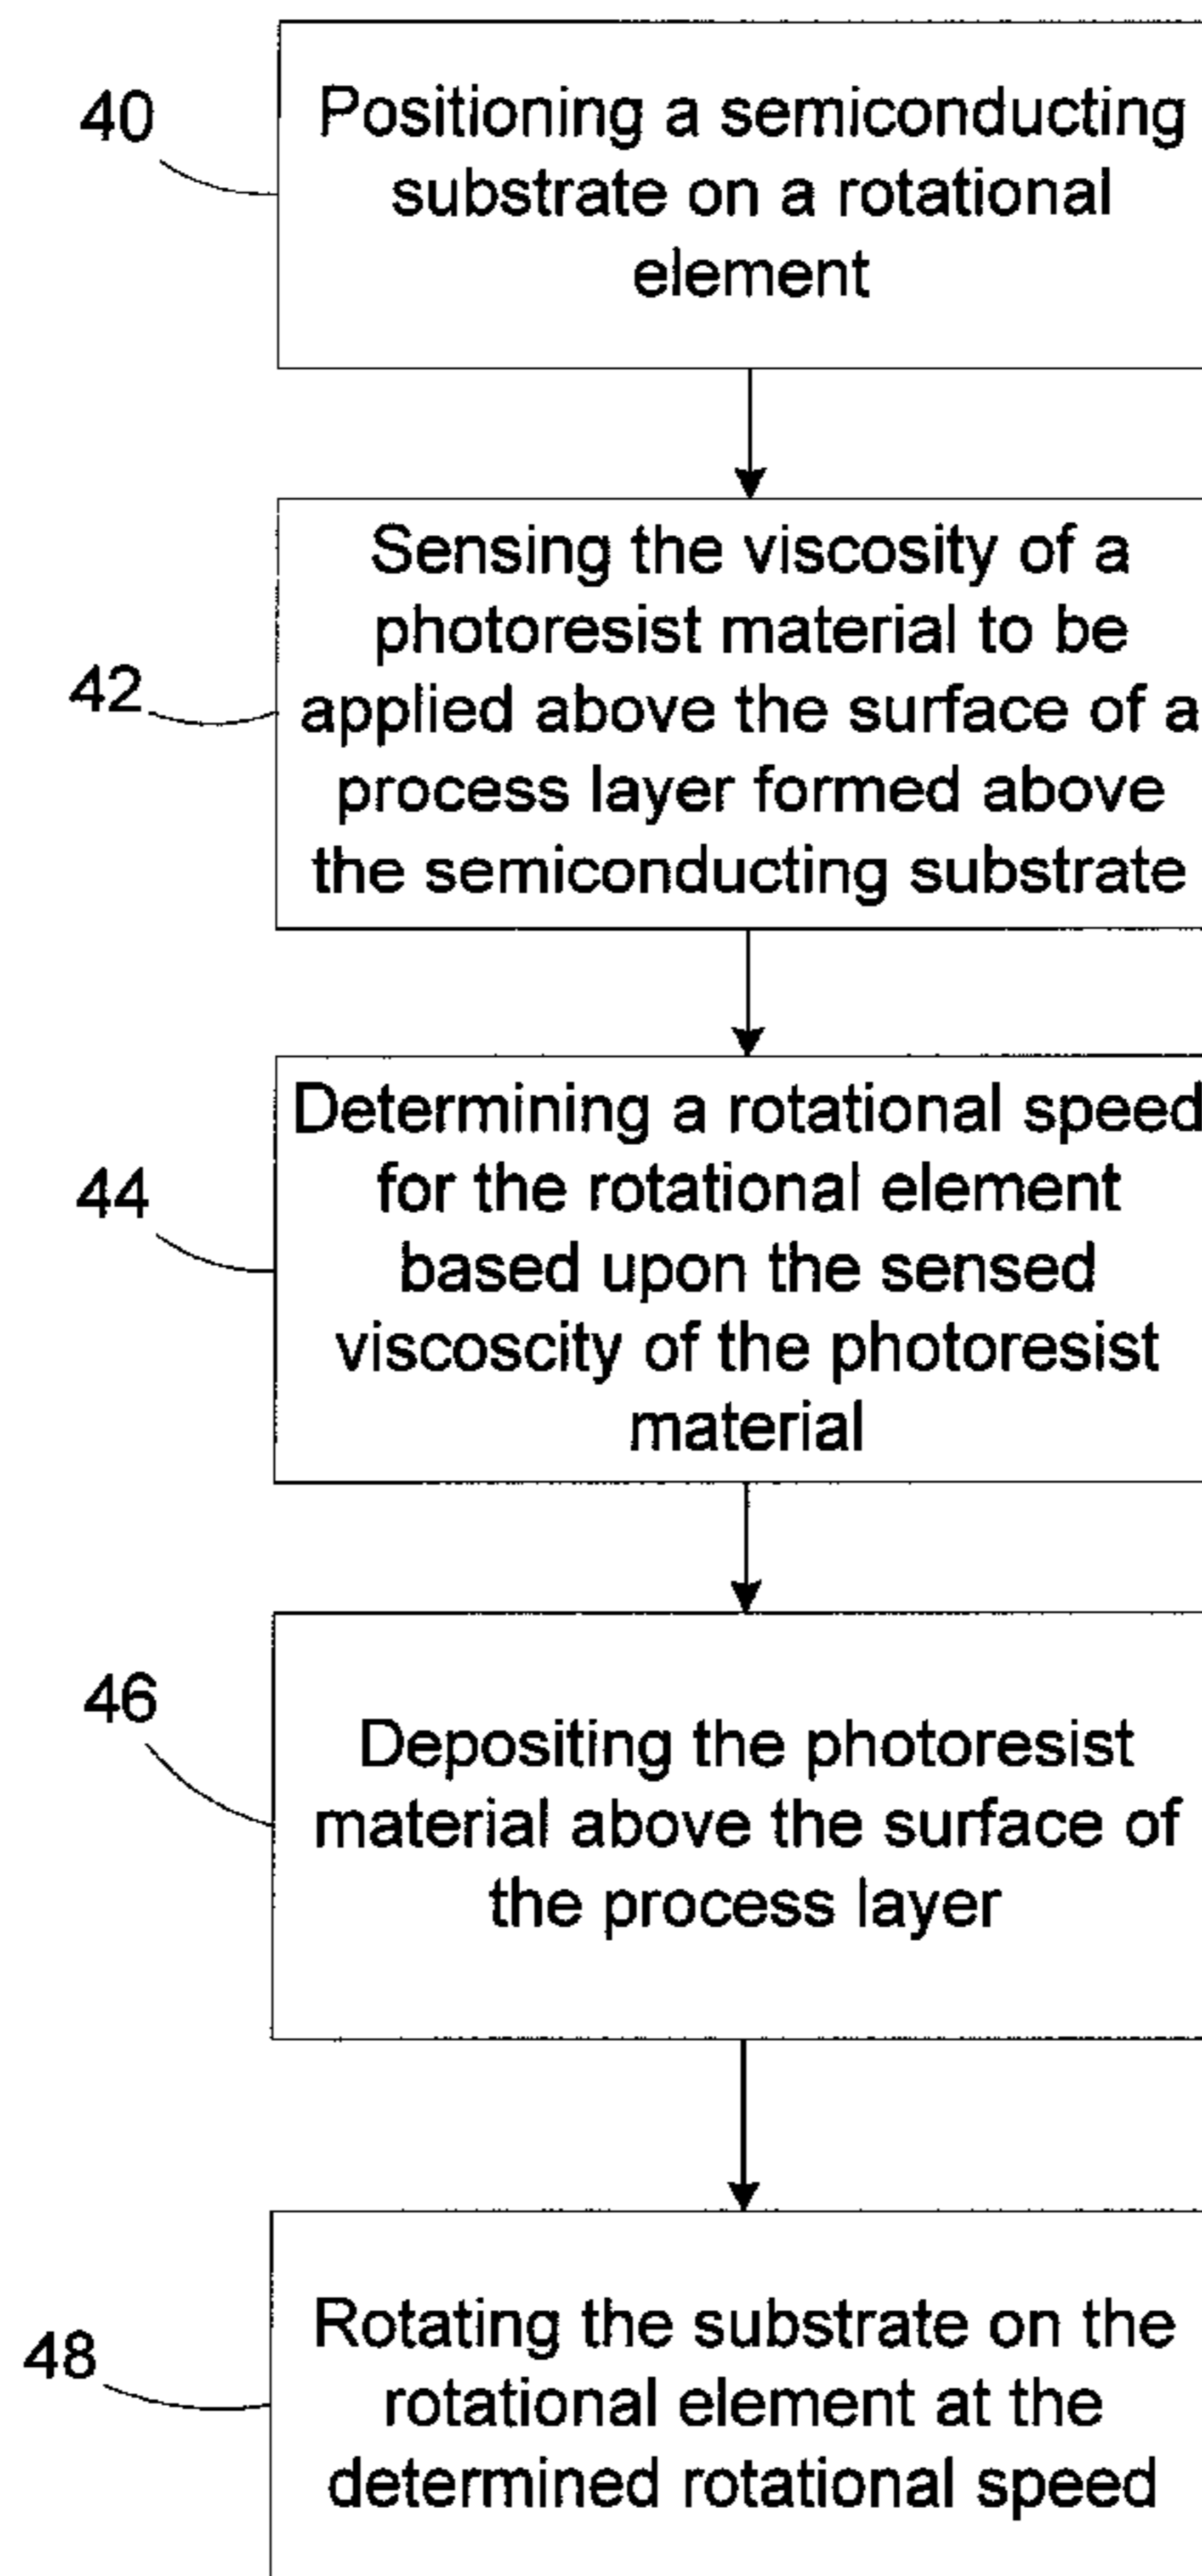 40
Positioning a semiconducting
substrate on a rotational
element
42
Sensing the viscosity of a
photoresist material to be
applied above the surface of a
process layer formed above
the semiconducting substrate
44
Determining a rotational speed
for the rotational element
based upon the sensed
viscoscity of the photoresist
material
46
Depositing the photoresist
material above the surface of
the process layer
48
Rotating the substrate on the
rotational element at the
determined rotational speed